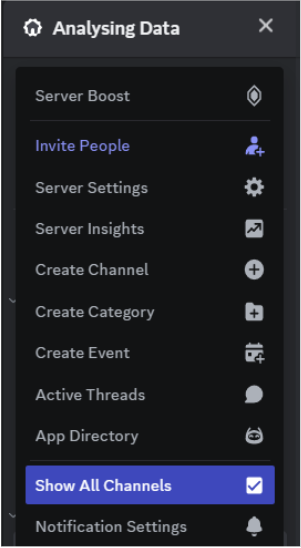 Analysing Data
Server Boost
Invite People
Server Settings
Server Insights
Create Channel
Create Category
Create Event
Active Threads
App Directory
Show All Channels
Notification Settings